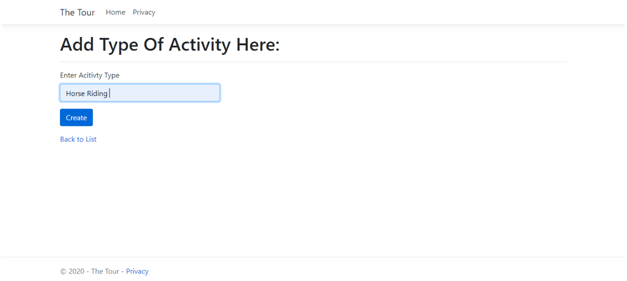 The Tour Home Privacy
Add Type Of Activity Here:
Enter Acitivty Type
Horse Riding
Create
Back to List
© 2020 - The Tour - Privacy